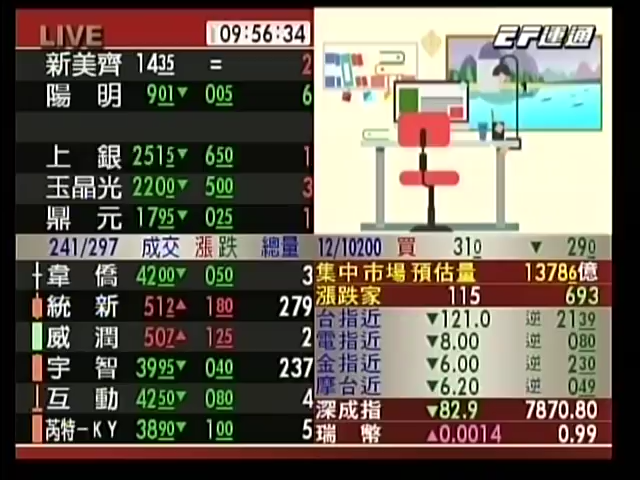 LIVE 09:56:34
EF建通
新美齊 1435 = 2
陽明 901▼ 005 6
上銀 2515▼ 650 1
玉晶光 2200▼ 500 3
鼎元 1795▼ 025 1
241/297 成交 漲跌 總量
韋僑 4200▼ 050 3
統新 512▲ 180 279
威潤 507▲ 125 2
宇智 3995▼ 040 237
互動 4250▼ 080 4
芮特-KY 3890▼ 100 5
12/10200 買 310 ▼ 290
集中市場預估量 13786億
漲跌家 115 693
台指近 ▼121.0 逆 2139
電指近 ▼8.00 逆 080
金指近 ▼6.00 逆 230
摩台近 ▼6.20 逆 049
深成指 ▼82.9 7870.80
瑞幣 ▲0.0014 0.99